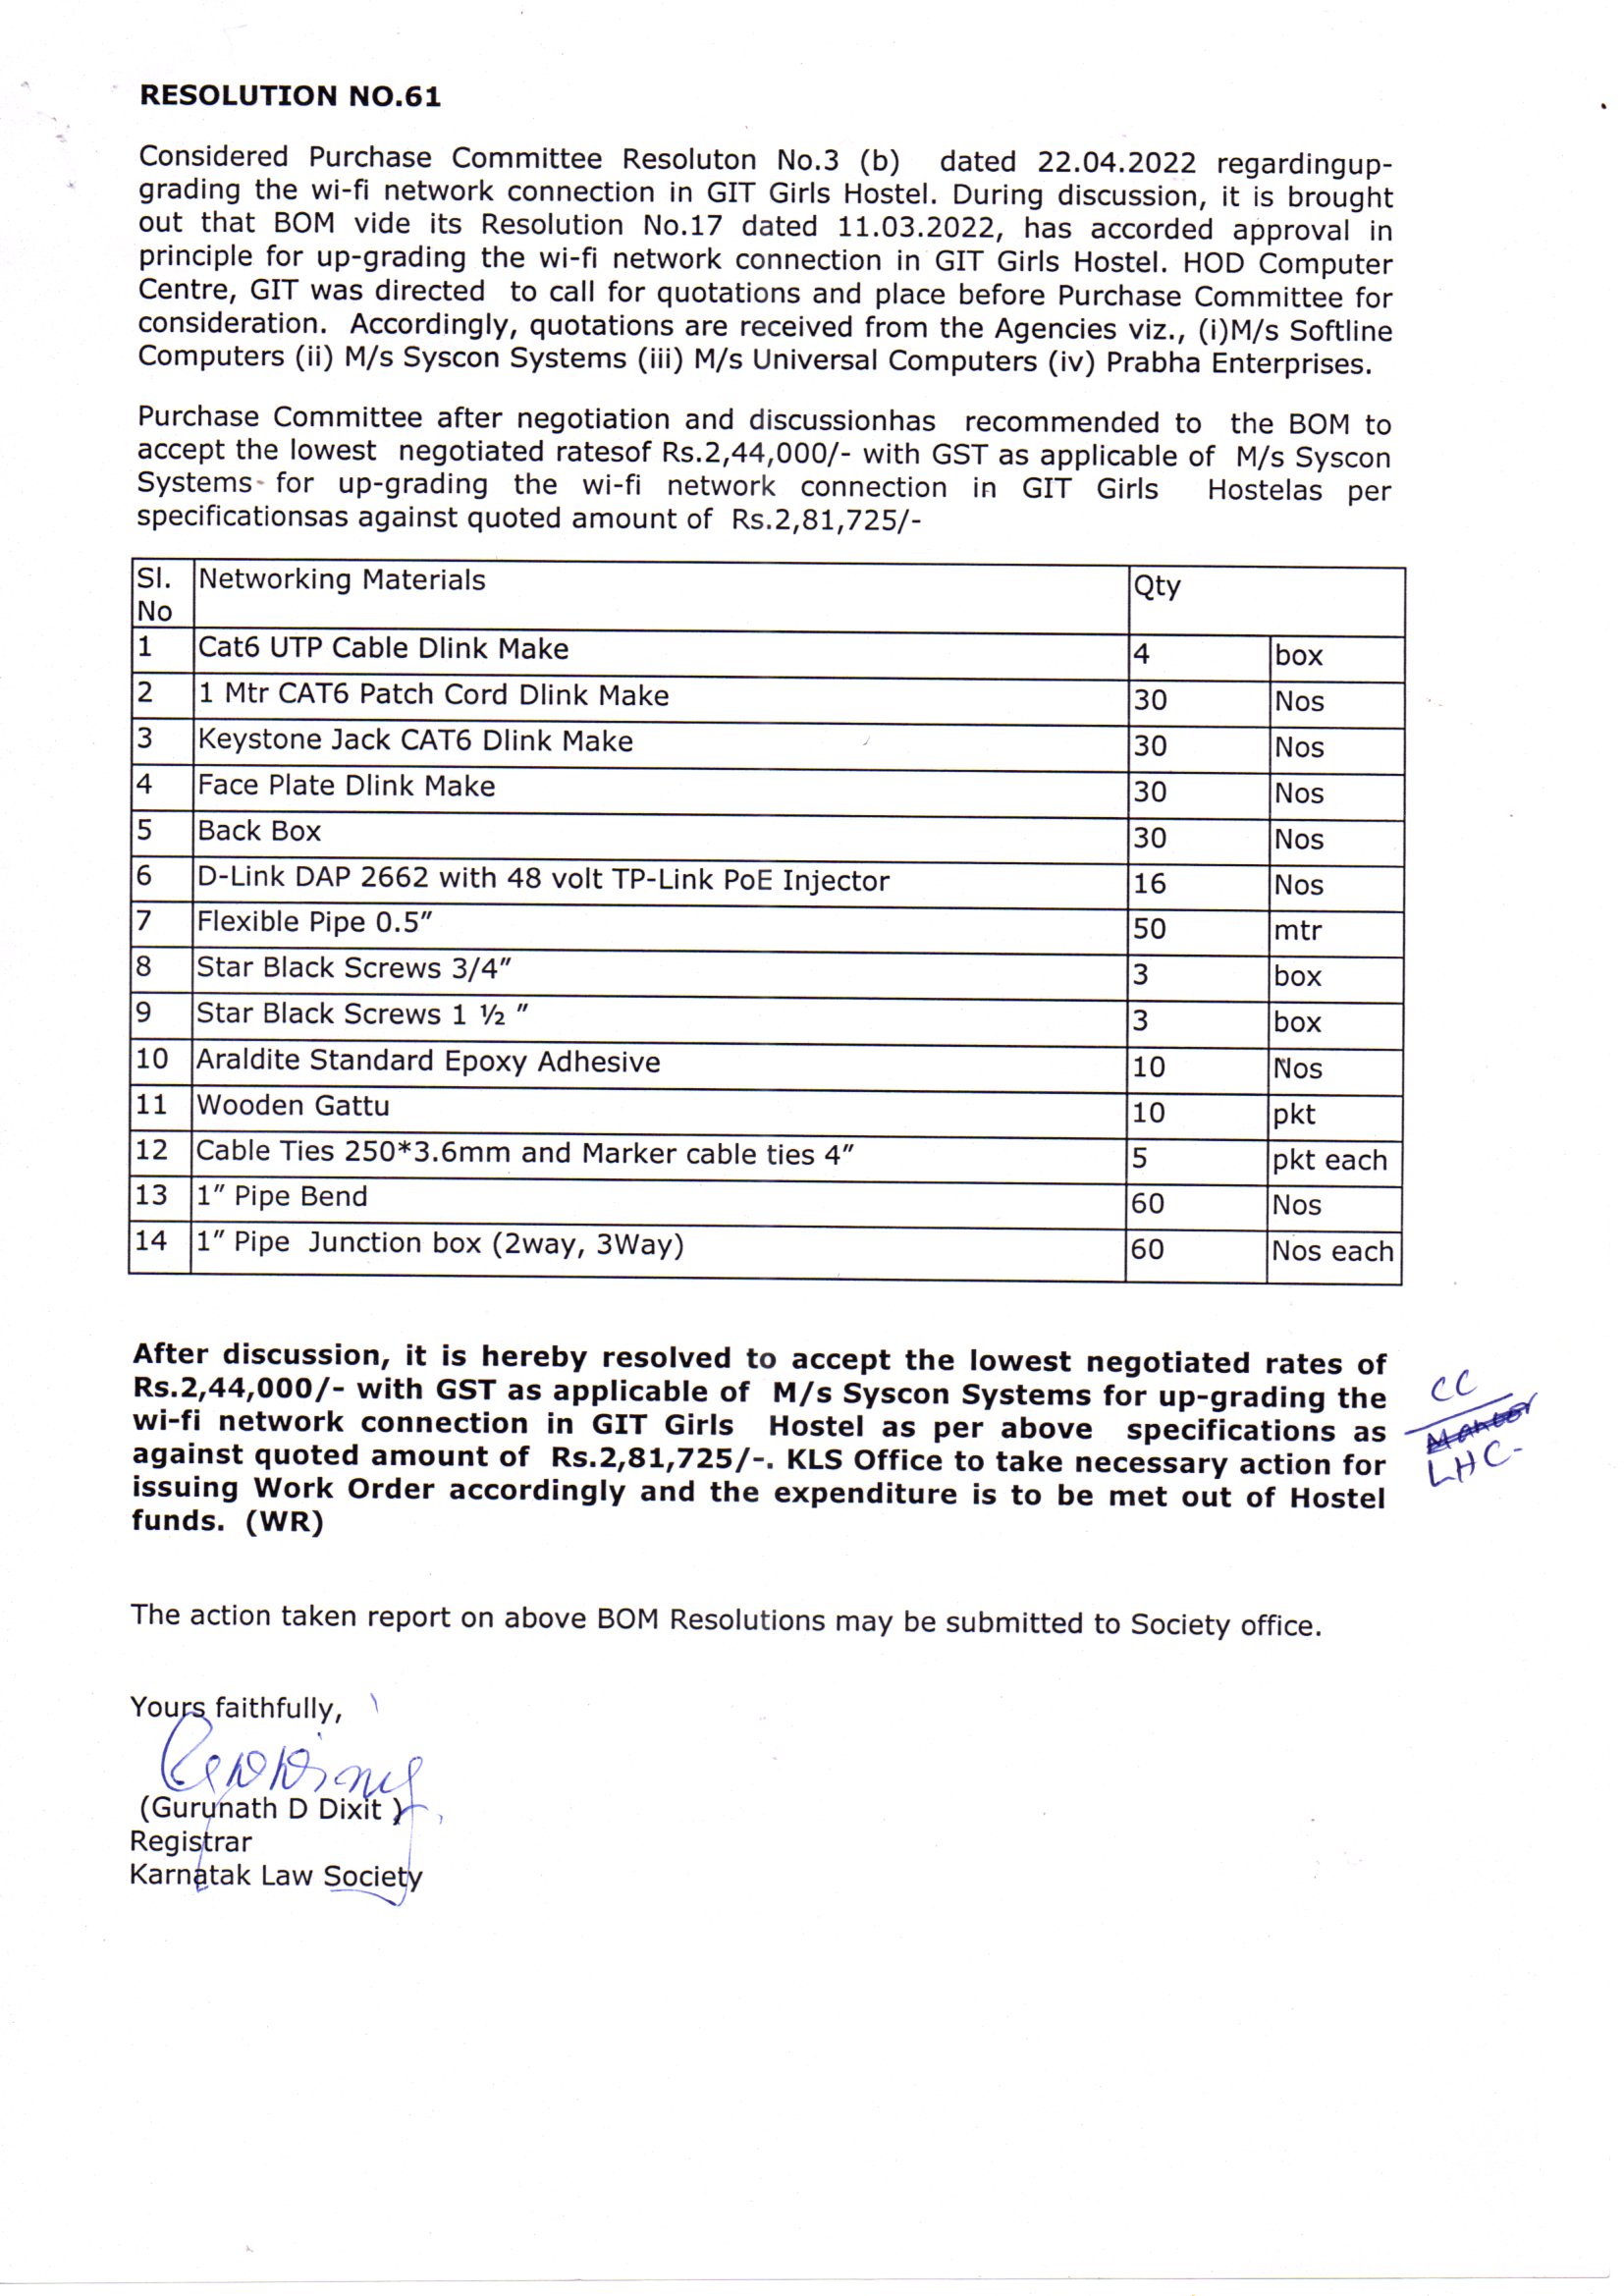 RESOLUTION NO.61
Considered Purchase Committee Resoluton No.3 (b) dated 22.04.2022 regardingup-
grading the wi-fi network connection in GIT Girls Hostel. During discussion, it is brought
out that BOM vide its Resolution No.17 dated 11.03.2022, has accorded approval in
principle for up-grading the wi-fi network connection in GIT Girls Hostel. HOD Computer
Centre, GIT was directed to call for quotations and place before Purchase Committee for
consideration. Accordingly, quotations are received from the Agencies viz., (i)M/s Softline
Computers (ii) M/s Syscon Systems (iii) M/s Universal Computers (iv) Prabha Enterprises.
Purchase Committee after negotiation and discussionhas recommended to the BOM to
accept the lowest negotiated ratesof Rs.2,44,000/- with GST as applicable of M/s Syscon
Systems for up-grading the wi-fi network connection in GIT Girls Hostelas per
specificationsas against quoted amount of Rs.2,81,725/-
Sl. No Networking Materials Qty
1 Cat6 UTP Cable Dlink Make 4 box
2 1 Mtr CAT6 Patch Cord Dlink Make 30 Nos
3 Keystone Jack CAT6 Dlink Make 30 Nos
4 Face Plate Dlink Make 30 Nos
5 Back Box 30 Nos
6 D-Link DAP 2662 with 48 volt TP-Link PoE Injector 16 Nos
7 Flexible Pipe 0.5″ 50 mtr
8 Star Black Screws 3/4″ 3 box
9 Star Black Screws 1 ½ ″ 3 box
10 Araldite Standard Epoxy Adhesive 10 Nos
11 Wooden Gattu 10 pkt
12 Cable Ties 250*3.6mm and Marker cable ties 4″ 5 pkt each
13 1″ Pipe Bend 60 Nos
14 1″ Pipe Junction box (2way, 3Way) 60 Nos each
After discussion, it is hereby resolved to accept the lowest negotiated rates of
Rs.2,44,000/- with GST as applicable of M/s Syscon Systems for up-grading the
wi-fi network connection in GIT Girls Hostel as per above specifications as
against quoted amount of Rs.2,81,725/-. KLS Office to take necessary action for
issuing Work Order accordingly and the expenditure is to be met out of Hostel
funds. (WR)
CC
LHC-
The action taken report on above BOM Resolutions may be submitted to Society office.
Yours faithfully,
(Gurunath D Dixit )
Registrar
Karnatak Law Society